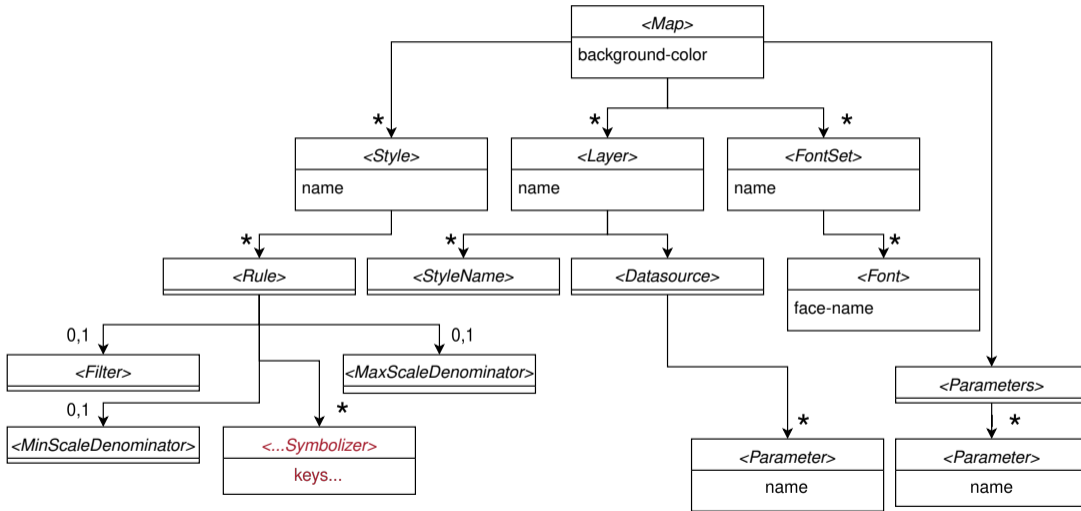 <Map>
background-color
*
*
*
<Style>
name
<Layer>
name
<FontSet>
name
*
*
*
<Rule>
<StyleName>
<Datasource>
<Font>
face-name
0,1
0,1
<Filter>
<MaxScaleDenominator>
<Parameters>
0,1
*
*
*
<MinScaleDenominator>
<...Symbolizer>
keys...
<Parameter>
name
<Parameter>
name